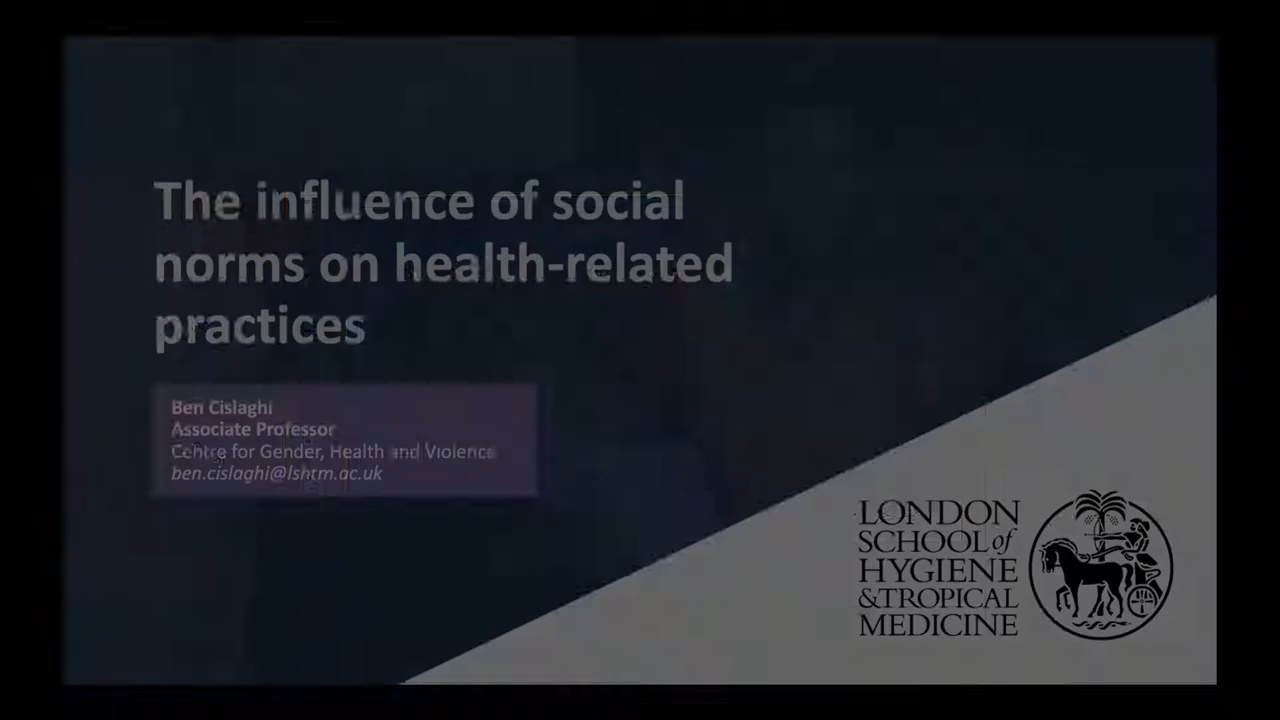 The influence of social
norms on health-related
practices
Ben Cislaghi
Associate Professor
Centre for Gender, Health and Violence
ben.cislaghi@lshtm.ac.uk
LONDON
SCHOOL of
HYGIENE
&TROPICAL
MEDICINE